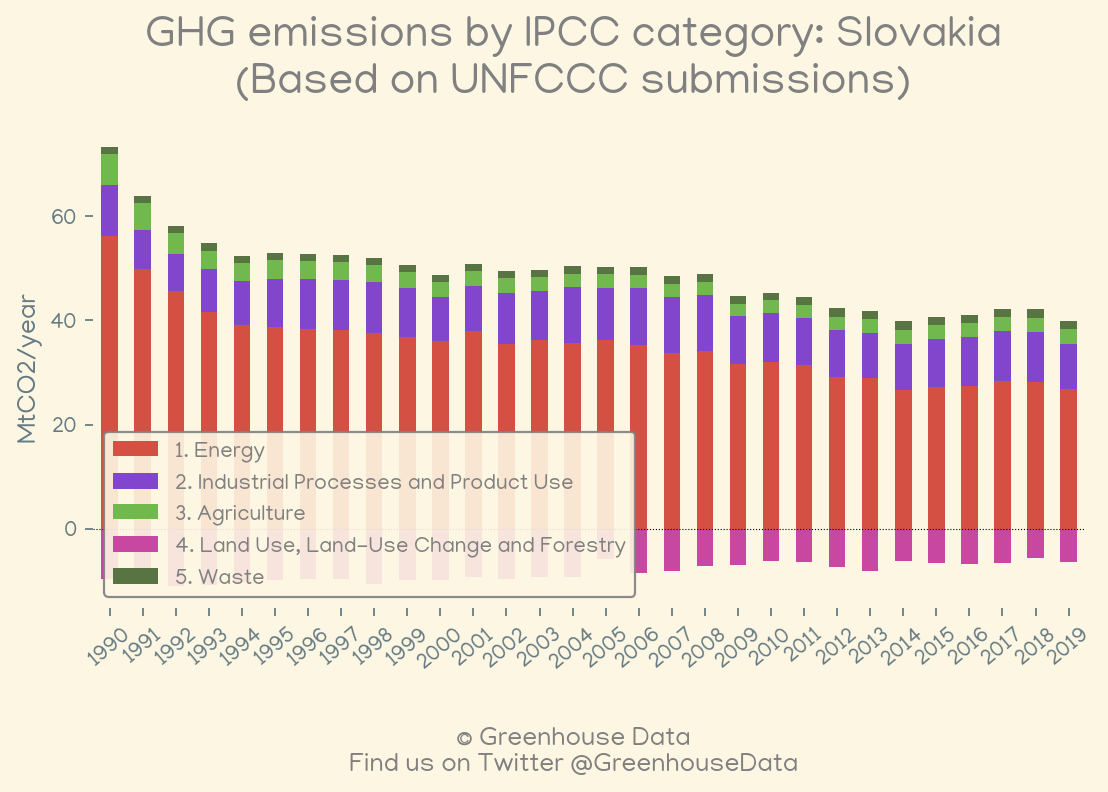 GHG emissions by IPCC category: Slovakia
(Based on UNFCCC submissions)
MtCO2/year
60
40
20
0
1. Energy
2. Industrial Processes and Product Use
3. Agriculture
4. Land Use, Land-Use Change and Forestry
5. Waste
1990 1991 1992 1993 1994 1995 1996 1997 1998 1999 2000 2001 2002 2003 2004 2005 2006 2007 2008 2009 2010 2011 2012 2013 2014 2015 2016 2017 2018 2019
© Greenhouse Data
Find us on Twitter @GreenhouseData